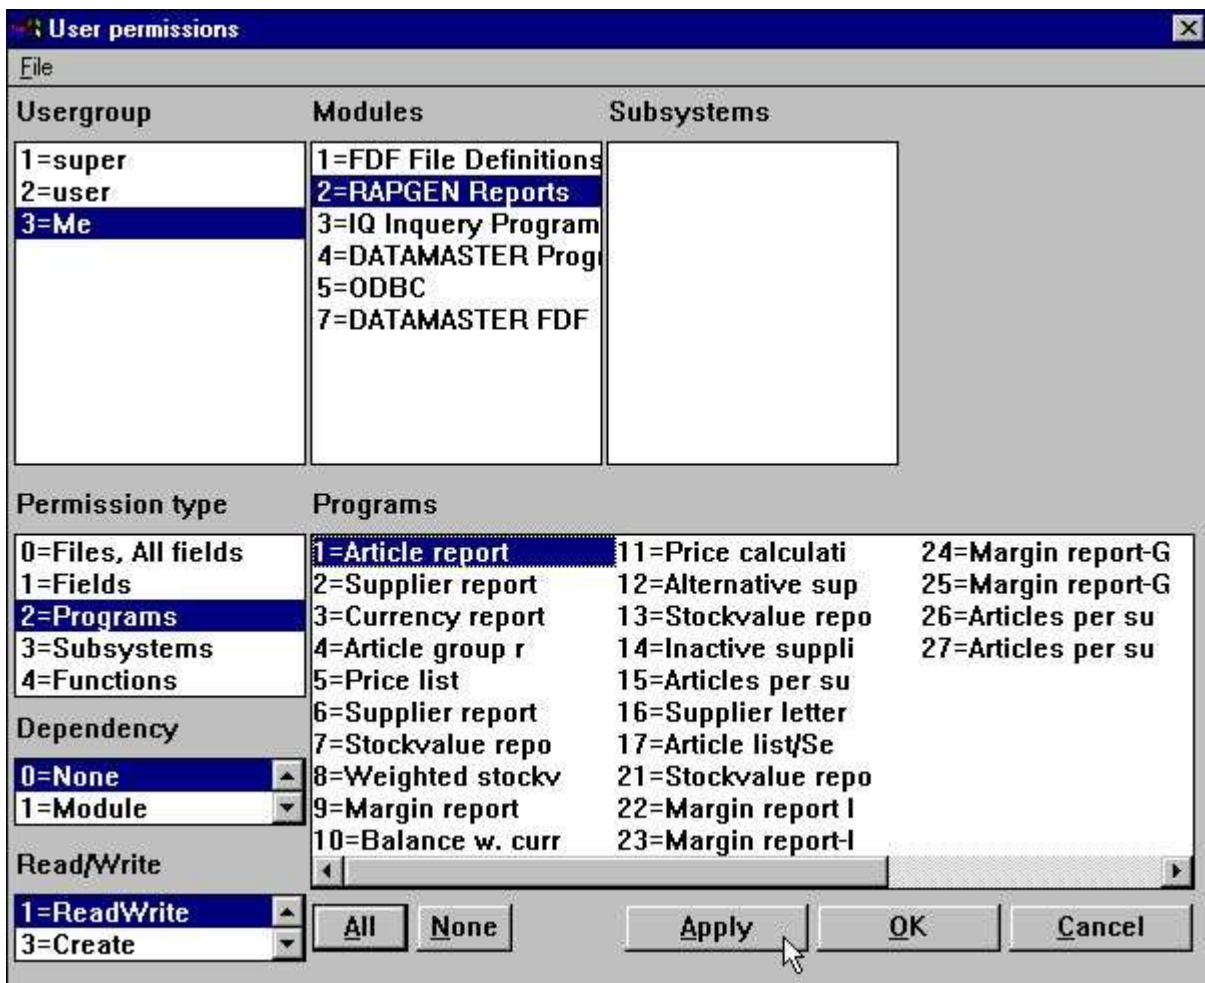 User permissions
File
Usergroup
Modules
Subsystems
1=super
2=user
3=Me
1=FDF File Definitions
2=RAPGEN Reports
3=IQ Inquery Program
4=DATAMASTER Progr
5=ODBC
7=DATAMASTER FDF
Permission type
0=Files, All fields
1=Fields
2=Programs
3=Subsystems
4=Functions
Dependency
0=None
1=Module
Read/Write
1=ReadWrite
3=Create
Programs
1=Article report
2=Supplier report
3=Currency report
4=Article group r
5=Price list
6=Supplier report
7=Stockvalue repo
8=Weighted stockv
9=Margin report
10=Balance w. curr
11=Price calculati
12=Alternative sup
13=Stockvalue repo
14=Inactive suppli
15=Articles per su
16=Supplier letter
17=Article list/Se
21=Stockvalue repo
22=Margin report I
23=Margin report-I
24=Margin report-G
25=Margin report-G
26=Articles per su
27=Articles per su
All
None
Apply
OK
Cancel